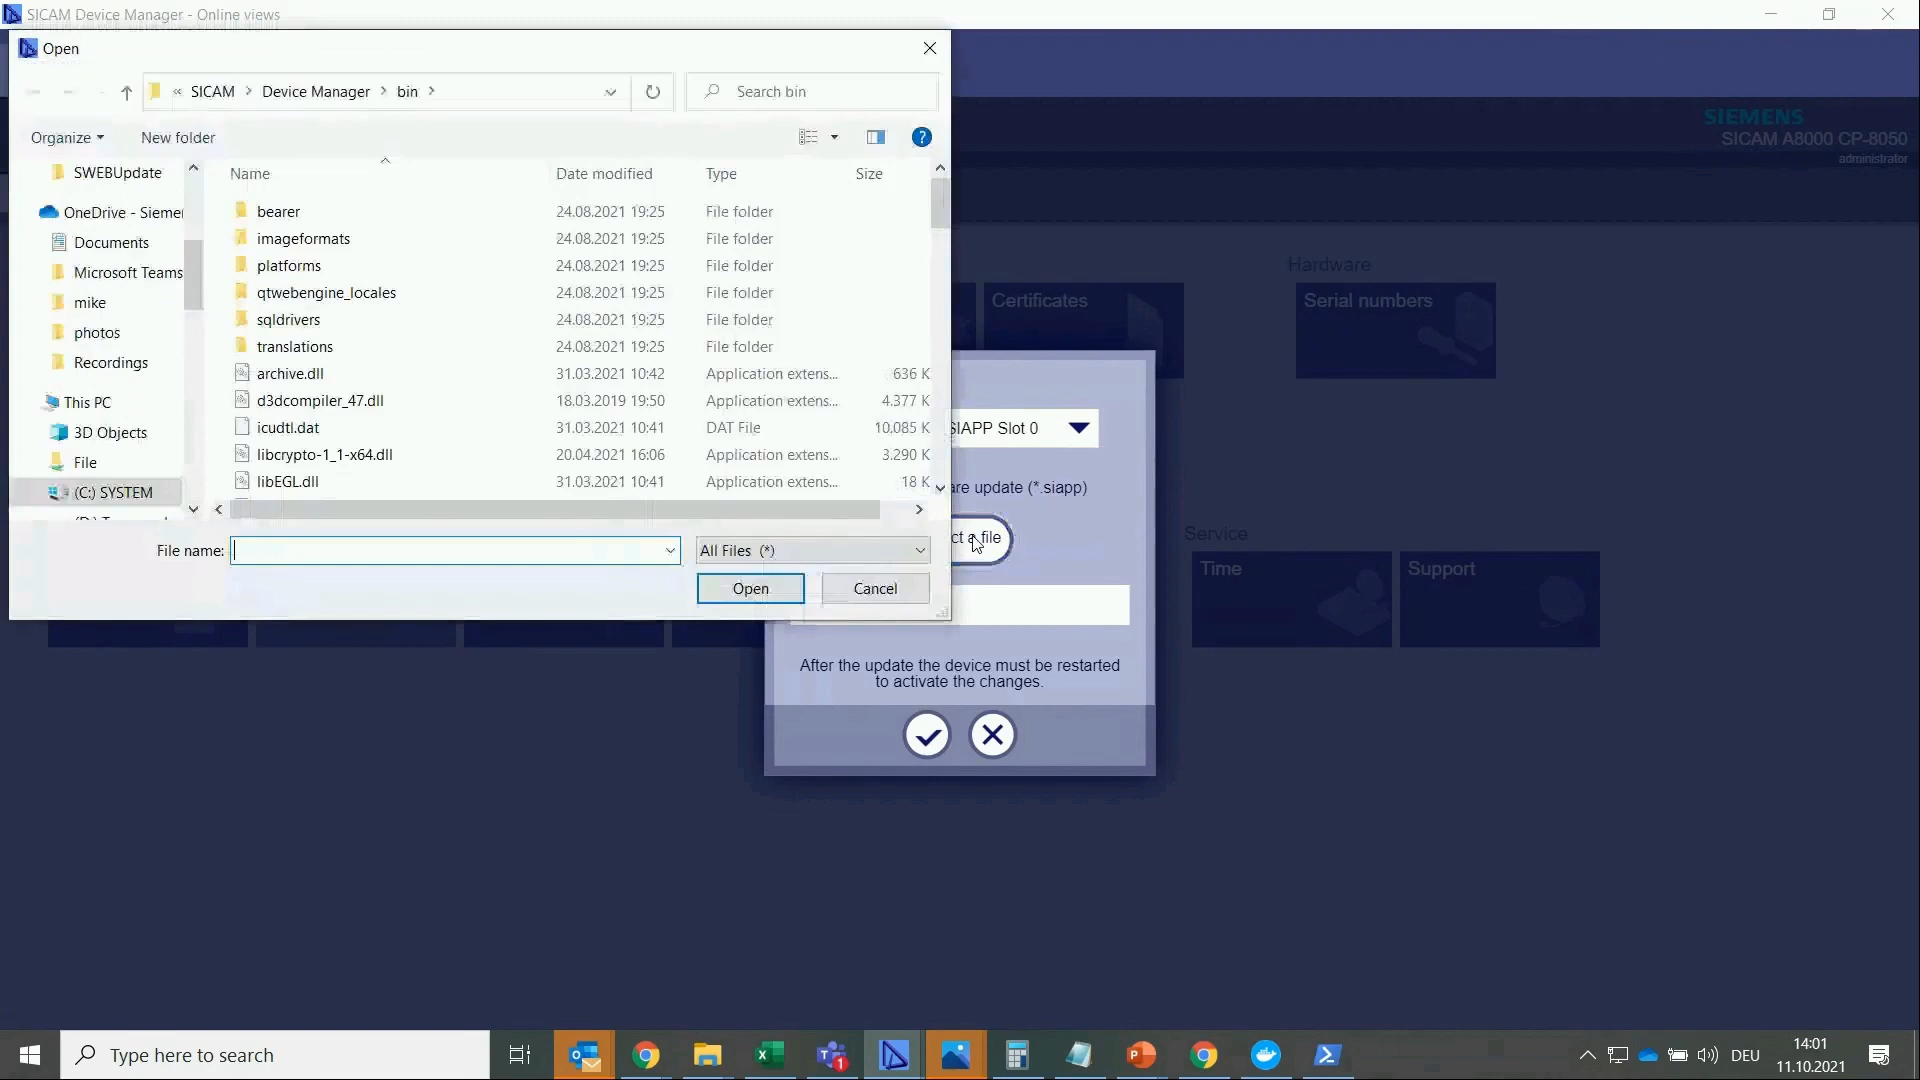 SICAM Device Manager - Online views
Open
« SICAM > Device Manager > bin >
Search bin
Organize
New folder
SWEBUpdate
OneDrive - Sieme
Documents
Microsoft Teams
mike
photos
Recordings
This PC
3D Objects
File
(C:) SYSTEM
Name Date modified Type Size
bearer 24.08.2021 19:25 File folder
imageformats 24.08.2021 19:25 File folder
platforms 24.08.2021 19:25 File folder
qtwebengine_locales 24.08.2021 19:25 File folder
sqldrivers 24.08.2021 19:25 File folder
translations 24.08.2021 19:25 File folder
archive.dll 31.03.2021 10:42 Application extens... 636 K
d3dcompiler_47.dll 18.03.2019 19:50 Application extens... 4.377 K
icudtl.dat 31.03.2021 10:41 DAT File 10.085 K
libcrypto-1_1-x64.dll 20.04.2021 16:06 Application extens... 3.290 K
libEGL.dll 31.03.2021 10:41 Application extens... 18 K
File name:
All Files (*)
Open
Cancel
SIEMENS
SICAM A8000 CP-8050
administrator
Certificates
Hardware
Serial numbers
SIAPP Slot 0
are update (*.siapp)
ct a file
After the update the device must be restarted
to activate the changes.
Service
Time
Support
Type here to search
1
DEU
14:01
11.10.2021